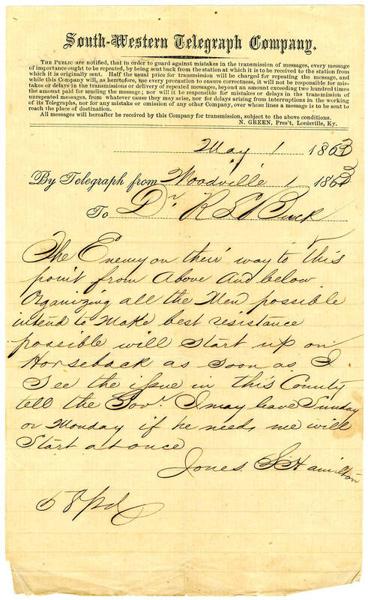 South-Western Telegraph Company.
THE PUBLIC are notified, that in order to guard against mistakes in the transmission of messages, every message
of importance ought to be repeated, by being sent back from the station at which it is to be received to the station from
which it is originally sent. Half the usual price for transmission will be charged for repeating the message, and
while this Company will, as heretofore, use every precaution to ensure correctness, it will not be responsible for mis-
takes or delays in the transmission or delivery of repeated messages, beyond an amount exceeding two hundred times
the amount paid for sending the message; nor will it be responsible for mistakes or delays in the transmission of
unrepeated messages, from whatever cause they may arise, nor for delays arising from interruptions in the working
of its Telegraphs, nor for any mistake or omission of any other Company, over whose lines a message is to be sent to
reach the place of destination.
All messages will hereafter be received by this Company for transmission, subject to the above conditions.
N. GREEN, Pres't, Louisville, Ky.
May 1 1863
By Telegraph from Woodville 1 1863
To Dr R L Buck
The Enemy on their way to this
point from Above And below
Organizing all the Men possible
intend to Make best resistance
possible will Start up on
Horseback as soon as I
See the issue in this County
tell the Gov. I may leave Sunday
or Monday if he needs me will
Start at once
Jones S Hamilton
58 pd